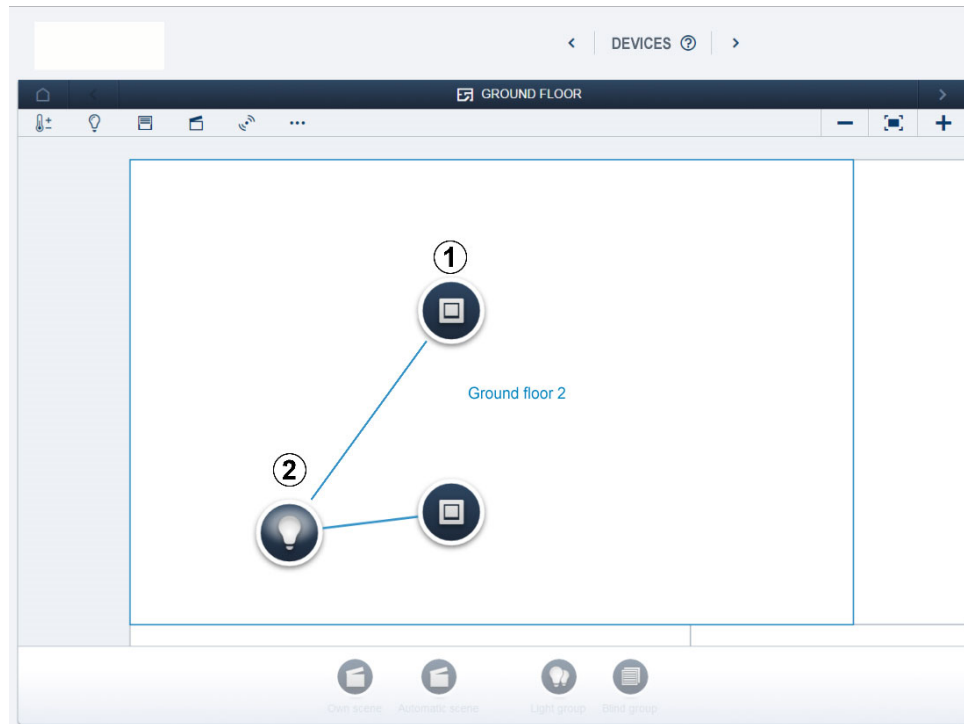 DEVICES
GROUND FLOOR
1
Ground floor 2
2
Own scene Automatic scene Light group Blind group